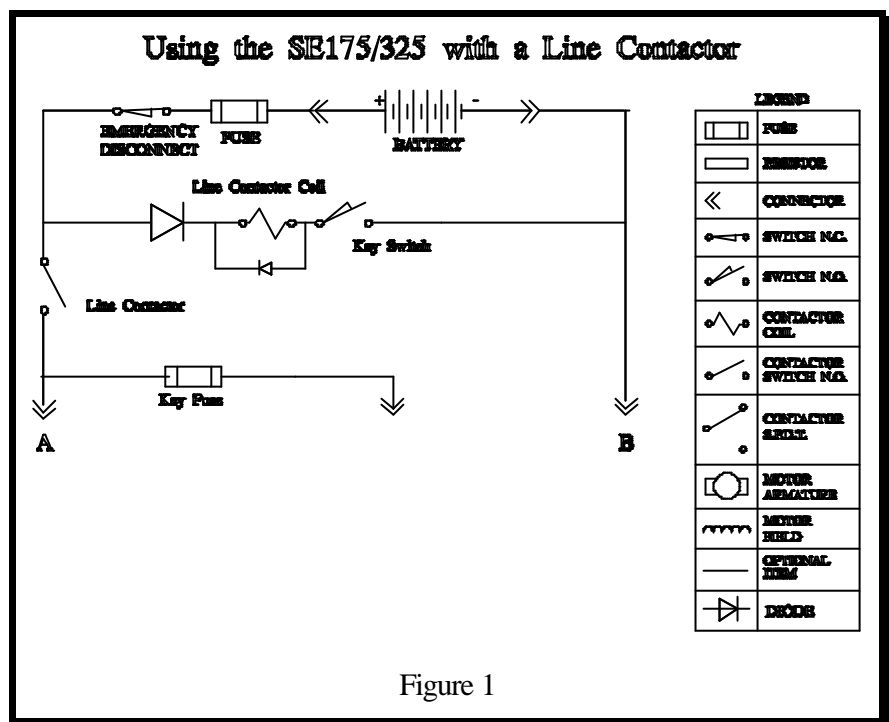 Using the SE175/325 with a Line Contactor
+
-
EMERGENCY
DISCONNECT
FUSE
BATTERY
Line Contactor Coil
Key Switch
Line Contactor
Key Fuse
A
B
LEGEND
FUSE
RESISTOR
CONNECTOR
SWITCH N.C.
SWITCH N.O.
CONTACTOR
COIL
CONTACTOR
SWITCH N.O.
CONTACTOR
S.P.D.T.
MOTOR
ARMATURE
MOTOR
FIELD
OPTIONAL
ITEM
DIODE
Figure 1